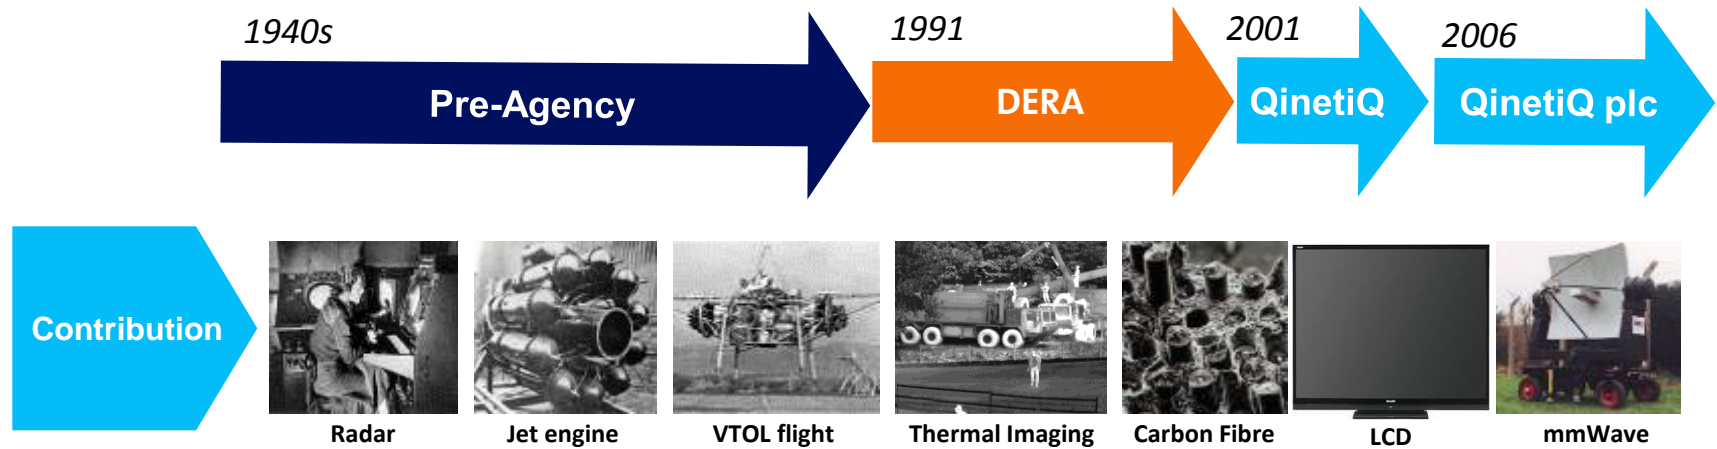 1940s
1991
2001
2006
Pre-Agency
DERA
QinetiQ
QinetiQ plc
Contribution
Radar
Jet engine
VTOL flight
Thermal Imaging
Carbon Fibre
LCD
mmWave